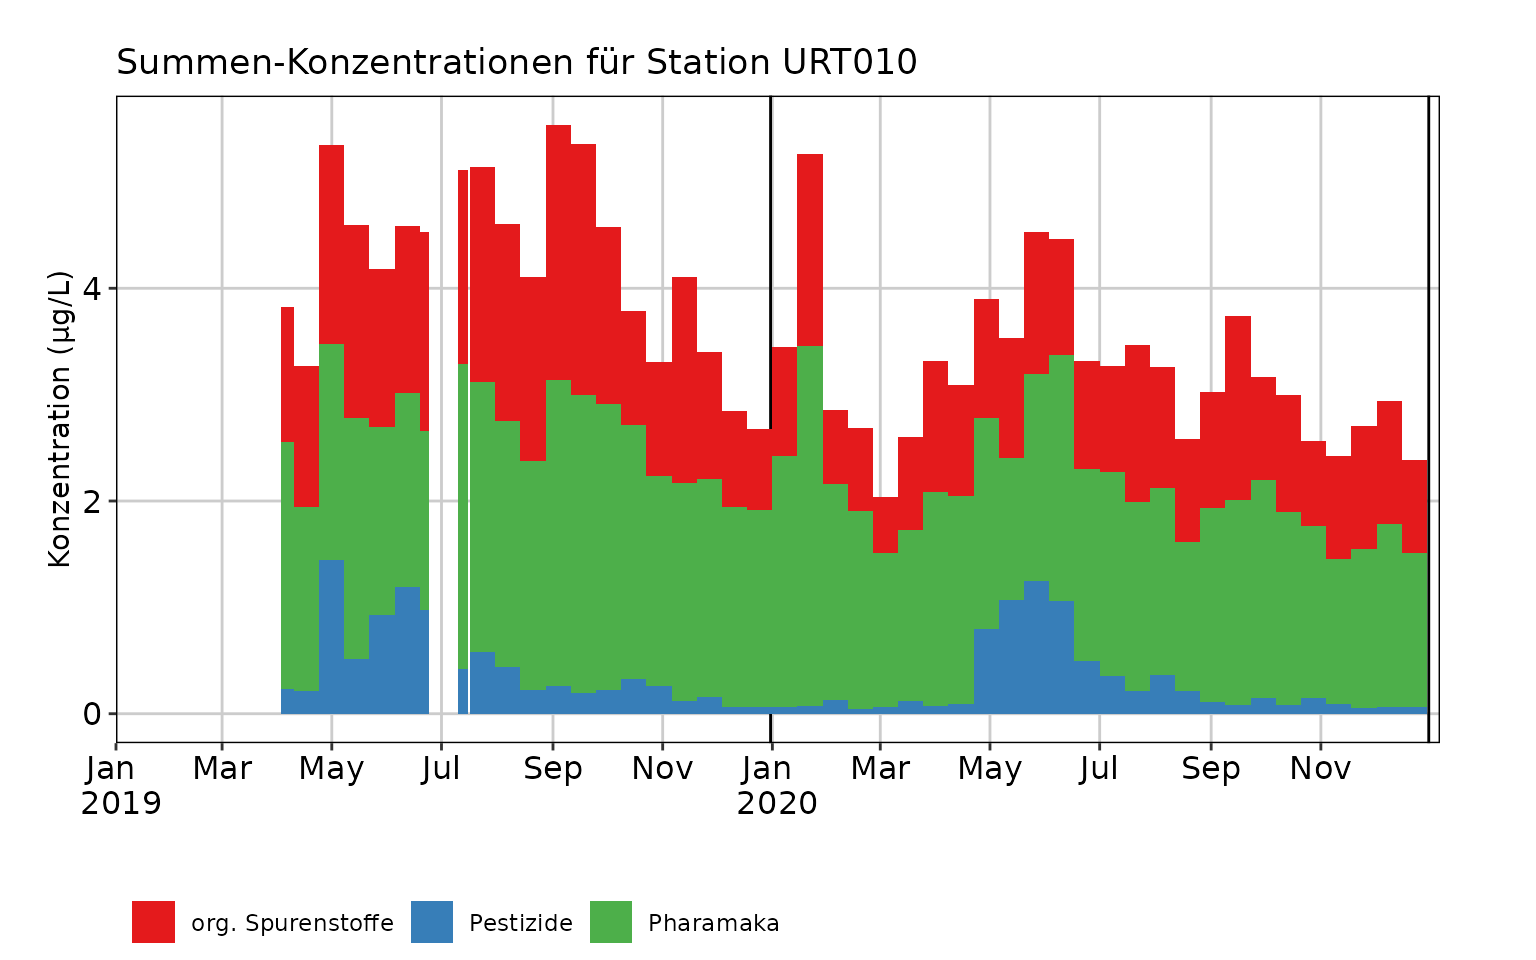 Summen-Konzentrationen für Station URT010
Konzentration (µg/L)
4
2
0
Jan Mar May Jul Sep Nov Jan Mar May Jul Sep Nov
2019 2020
org. Spurenstoffe Pestizide Pharamaka